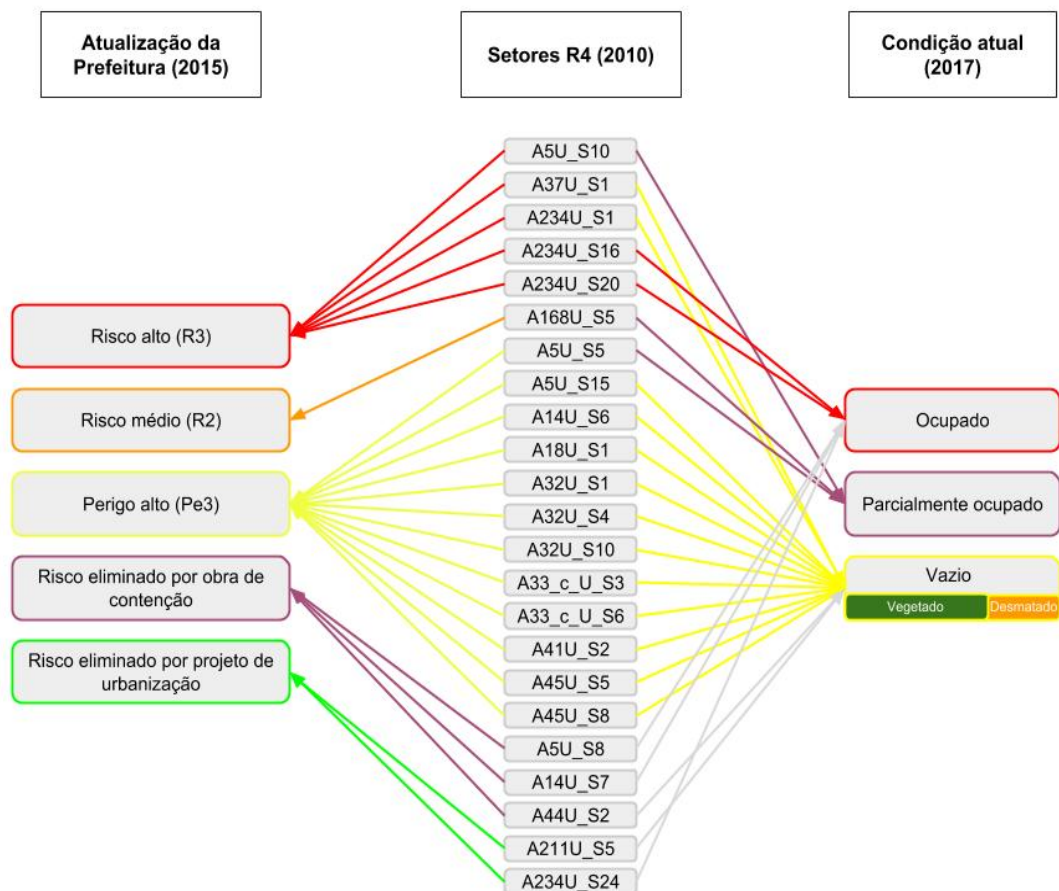 Atualização da
Prefeitura (2015)
Setores R4 (2010)
Condição atual
(2017)
A5U_S10
A37U_S1
A234U_S1
A234U_S16
A234U_S20
A168U_S5
A5U_S5
A5U_S15
A14U_S6
A18U_S1
A32U_S1
A32U_S4
A32U_S10
A33_c_U_S3
A33_c_U_S6
A41U_S2
A45U_S5
A45U_S8
A5U_S8
A14U_S7
A44U_S2
A211U_S5
A234U_S24
Risco alto (R3)
Risco médio (R2)
Perigo alto (Pe3)
Risco eliminado por obra de
contenção
Risco eliminado por projeto de
urbanização
Ocupado
Parcialmente ocupado
Vazio
Vegetado
Desmatado